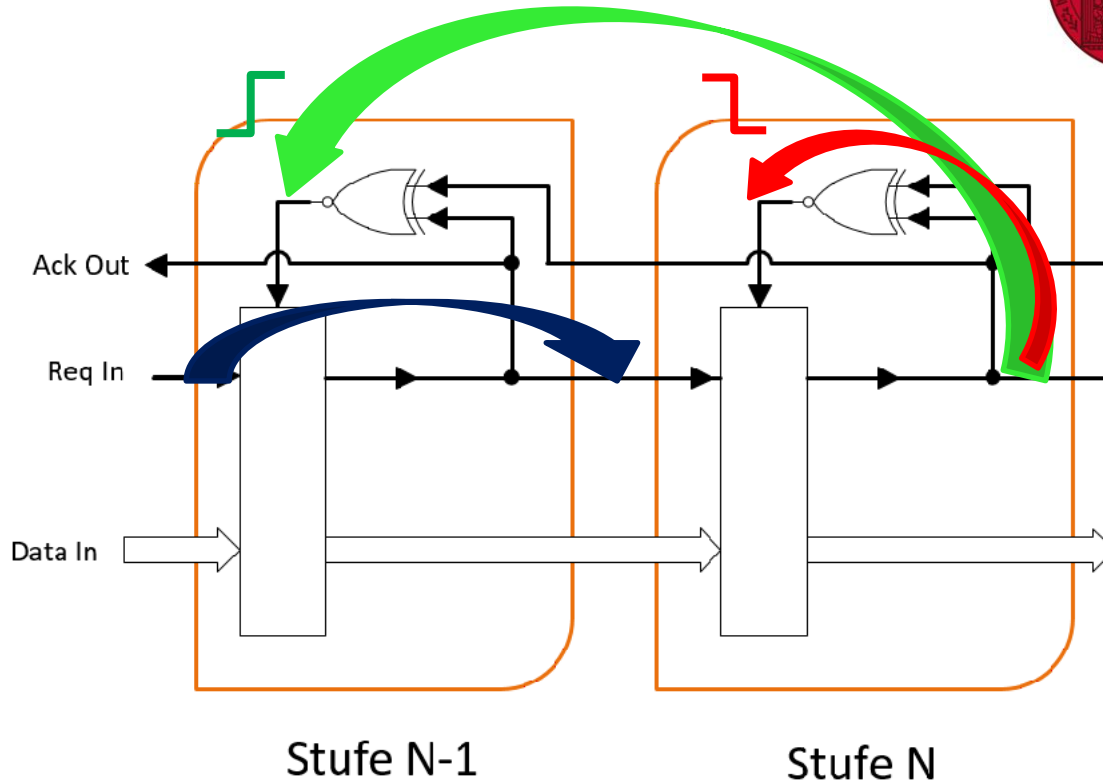 Ack Out
Req In
Data In
Stufe N-1
Stufe N